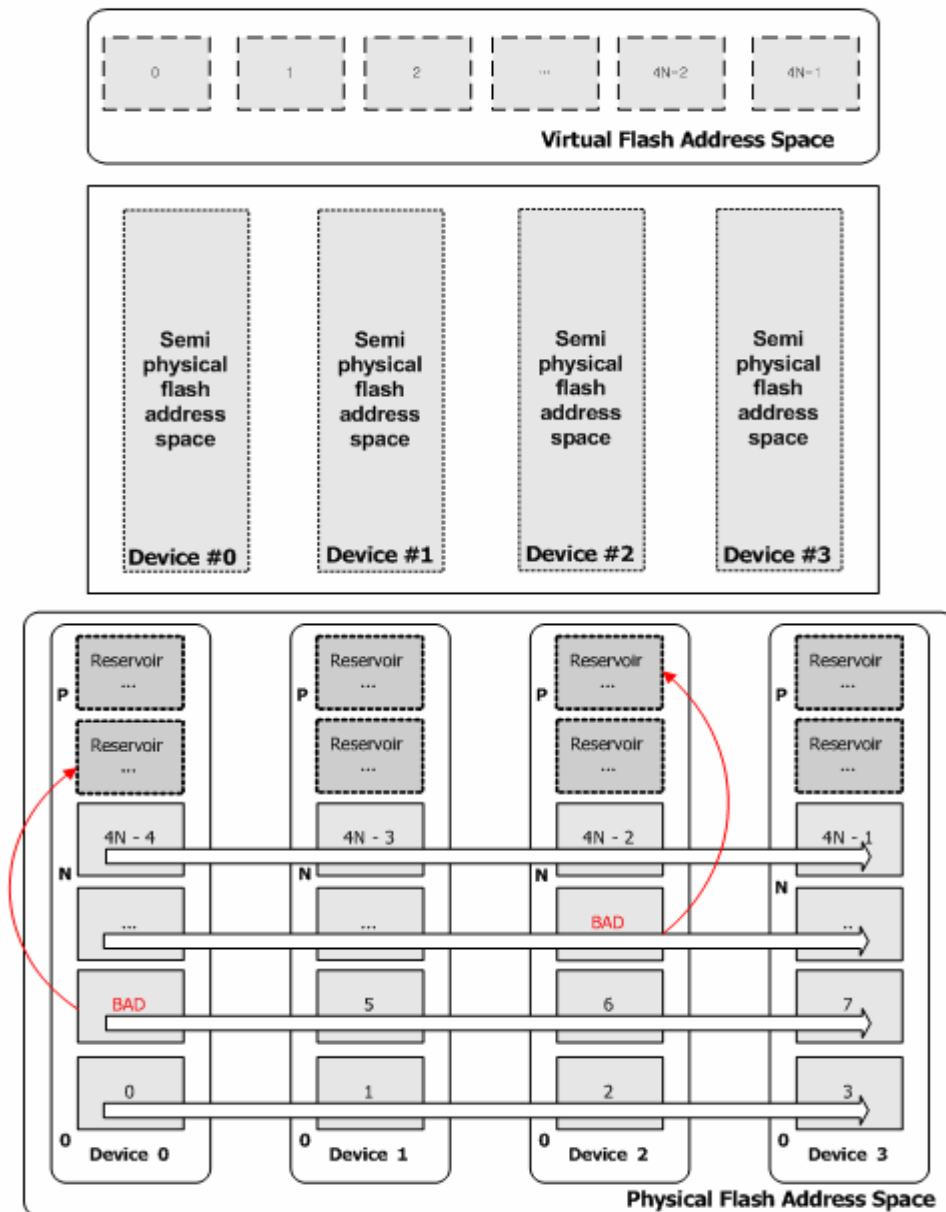 0 1 2 ... 4N-2 4N-1
Virtual Flash Address Space
Semi Semi Semi Semi
physical physical physical physical
flash flash flash flash
address address address address
space space space space
Device #0 Device #1 Device #2 Device #3
Reservoir Reservoir Reservoir Reservoir
... ... ... ...
P P P P
Reservoir Reservoir Reservoir Reservoir
... ... ... ...
4N - 4 4N - 3 4N - 2 4N - 1
N N N N
... ... BAD ..
BAD 5 6 7
0 1 2 3
0 0 0 0
Device 0 Device 1 Device 2 Device 3
Physical Flash Address Space